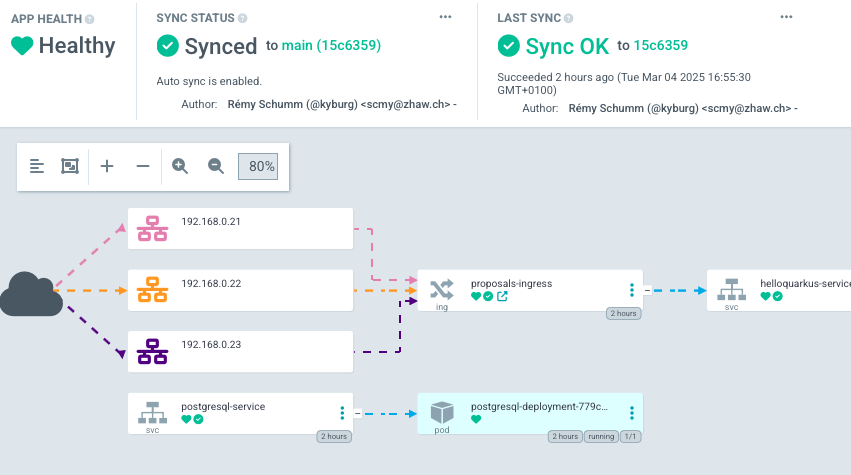 APP HEALTH
Healthy
SYNC STATUS
Synced to main (15c6359)
Auto sync is enabled.
Author: Rémy Schumm (@kyburg) <scmy@zhaw.ch> -
LAST SYNC
Sync OK to 15c6359
Succeeded 2 hours ago (Tue Mar 04 2025 16:55:30
GMT+0100)
Author: Rémy Schumm (@kyburg) <scmy@zhaw.ch> -
80%
192.168.0.21
192.168.0.22
192.168.0.23
proposals-ingress
ing
2 hours
helloquarkus-service
svc
postgresql-service
svc
2 hours
postgresql-deployment-779c...
pod
2 hours running 1/1